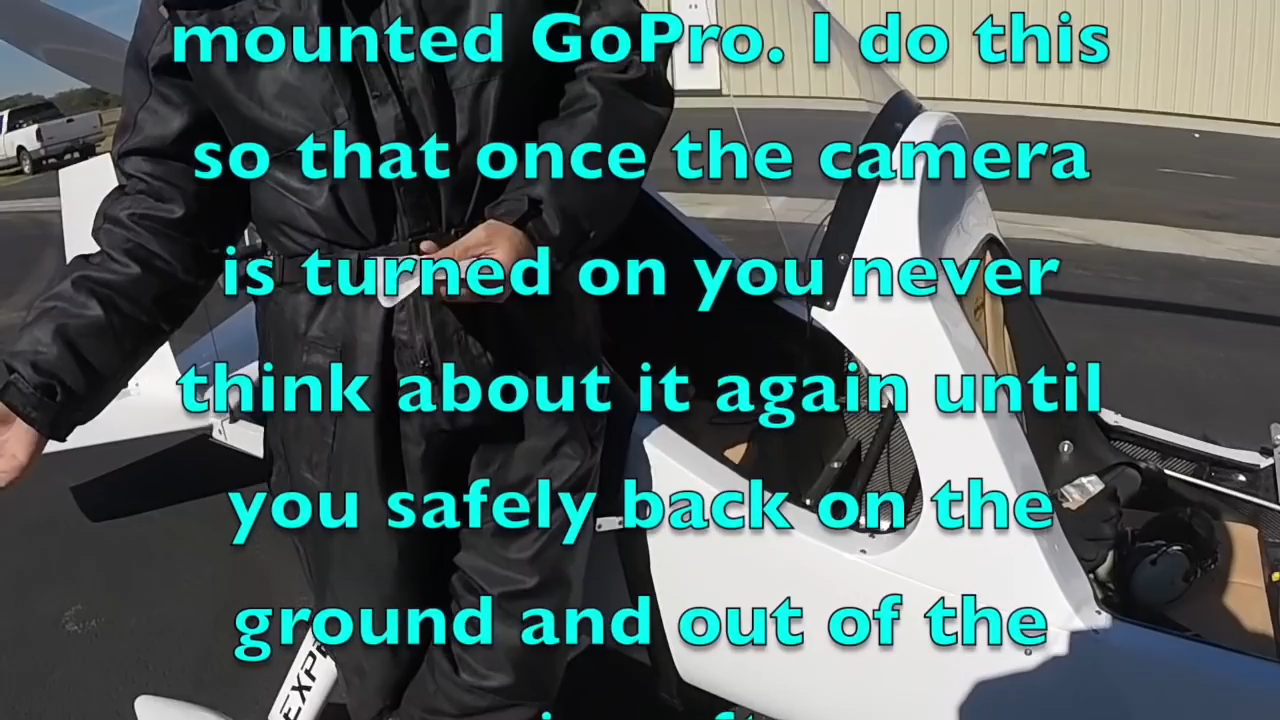 mounted GoPro. I do this
so that once the camera
is turned on you never
think about it again until
you safely back on the
ground and out of the
EXP